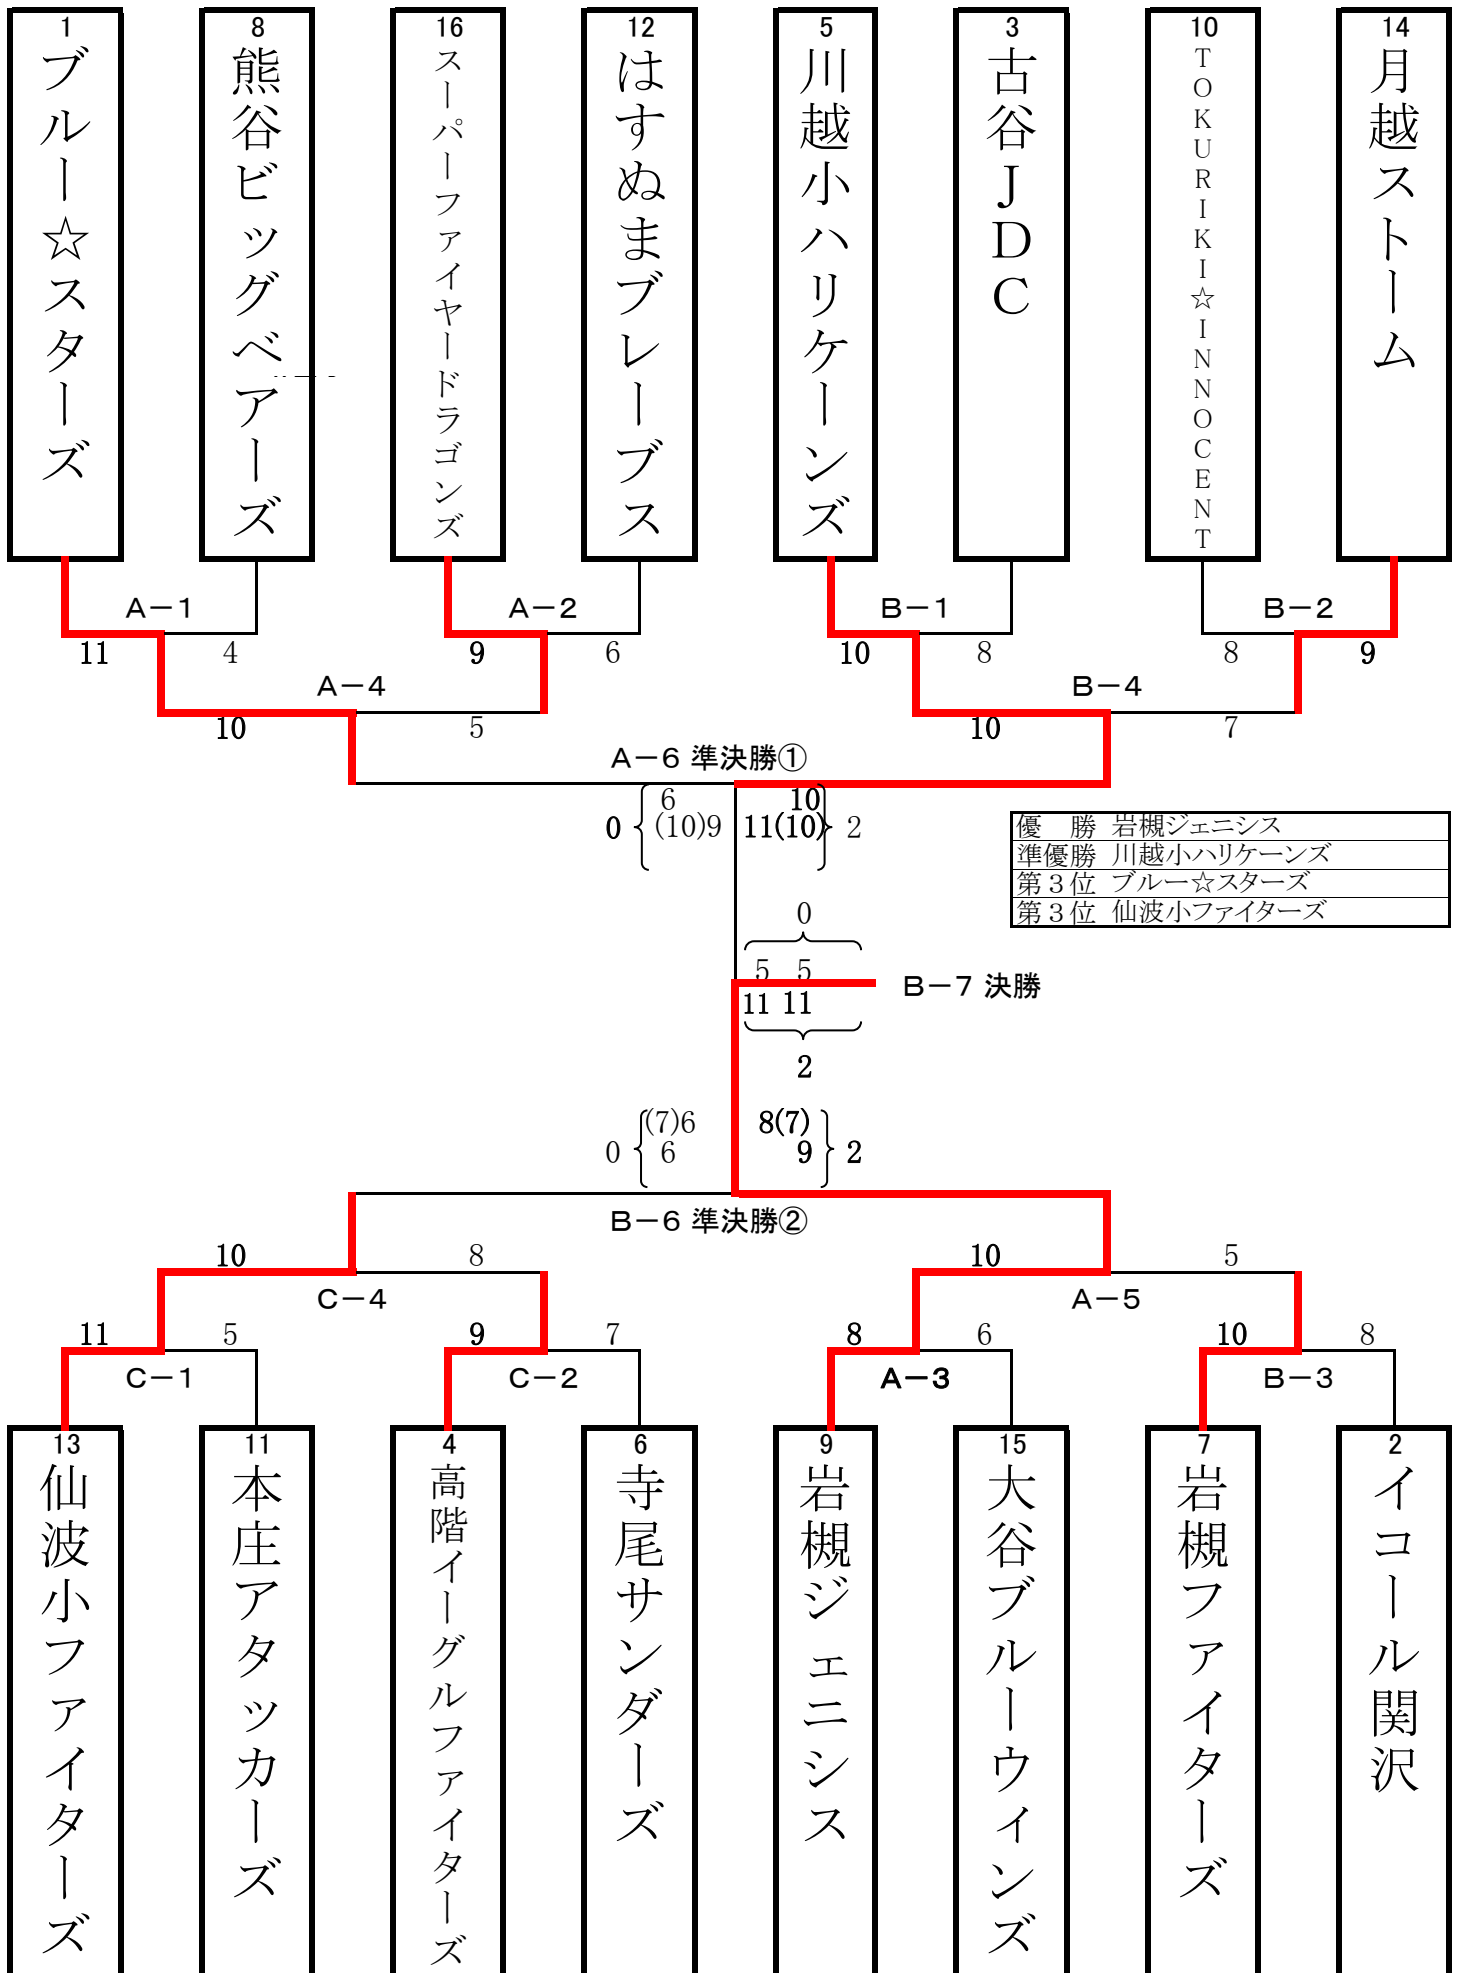 1
ブルー☆スターズ
8
熊谷ビッグベアーズ
16
スーパーファイヤードラゴンズ
12
はすぬまブレーブス
5
川越小ハリケーンズ
3
古谷JDC
10
TOKURIKI☆INNOCENT
14
月越ストーム
A-1
A-2
B-1
B-2
11 4 9 6 10 8 8 9
A-4
B-4
10 5 10 7
A-6 準決勝①
6 10
0 (10)9 11(10) 2
優 勝 岩槻ジェニシス
準優勝 川越小ハリケーンズ
第3位 ブルー☆スターズ
第3位 仙波小ファイターズ
0
5 5
B-7 決勝
11 11
2
(7)6 8(7)
0 6 9 2
B-6 準決勝②
10 8 10 5
C-4
A-5
11 5 9 7 8 6 10 8
C-1
C-2
A-3
B-3
13
仙波小ファイターズ
11
本庄アタッカーズ
4
高階イーグルファイターズ
6
寺尾サンダーズ
9
岩槻ジェニシス
15
大谷ブルーウィンズ
7
岩槻ファイターズ
2
イコール関沢